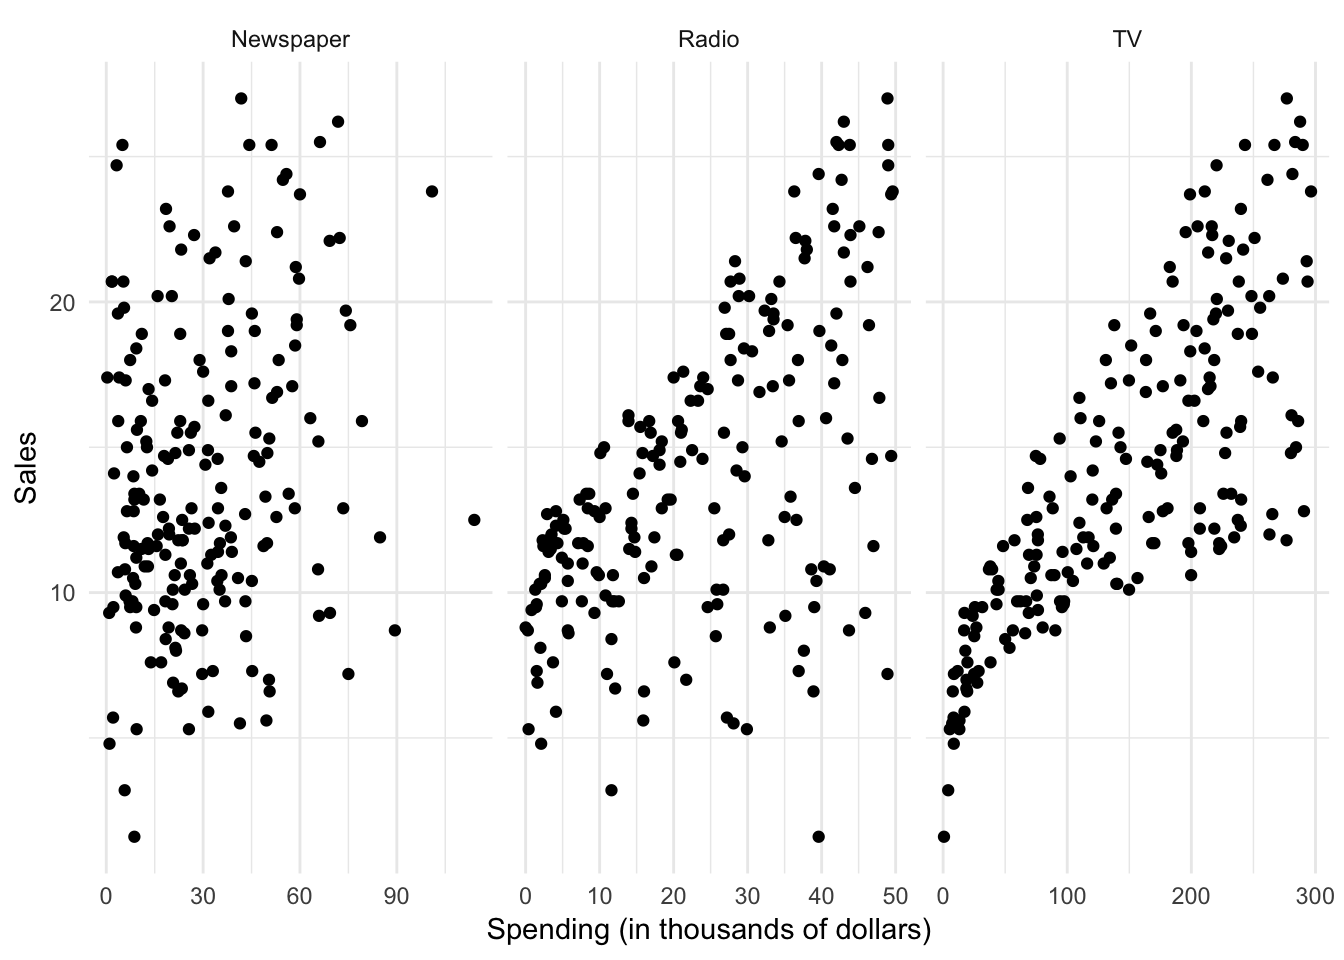 Newspaper Radio TV
Sales
20
10
0 30 60 90 0 10 20 30 40 50 0 100 200 300
Spending (in thousands of dollars)